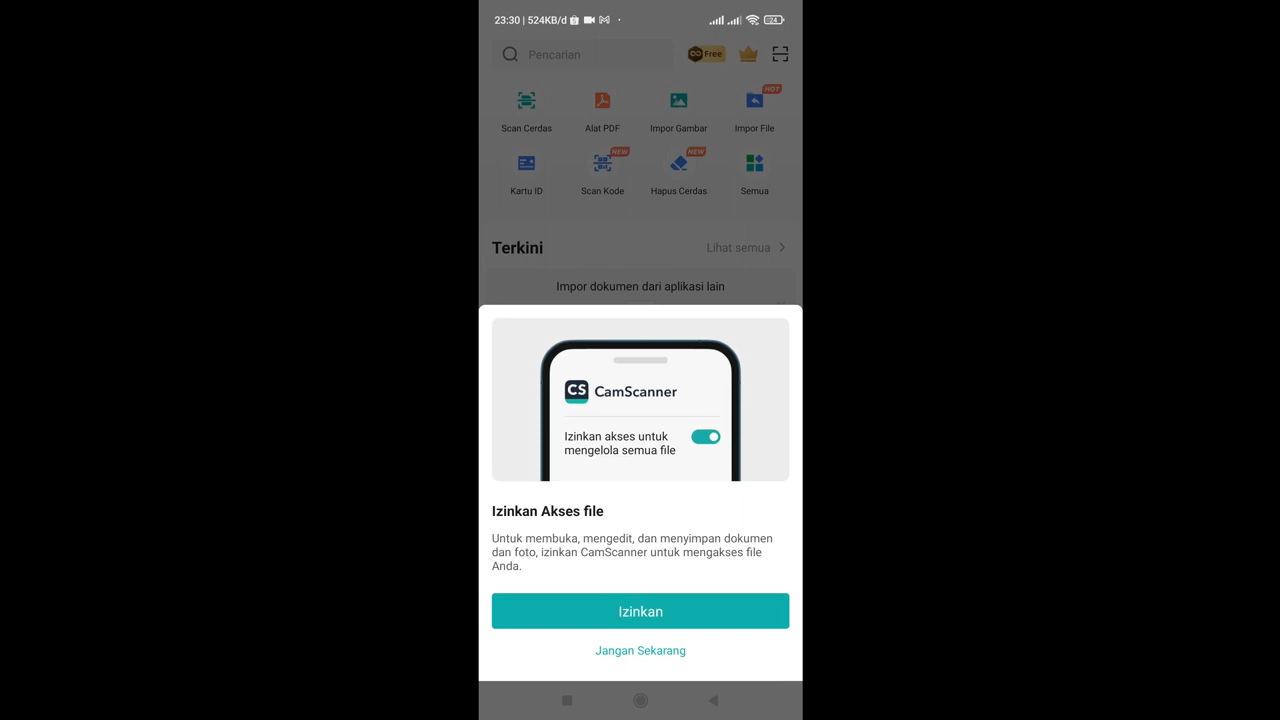 23:30 | 524KB/d
24
Pencarian
Free
HOT
Scan Cerdas
Alat PDF
Impor Gambar
Impor File
NEW
NEW
Kartu ID
Scan Kode
Hapus Cerdas
Semua
Terkini
Lihat semua
Impor dokumen dari aplikasi lain
CS CamScanner
Izinkan akses untuk
mengelola semua file
Izinkan Akses file
Untuk membuka, mengedit, dan menyimpan dokumen
dan foto, izinkan CamScanner untuk mengakses file
Anda.
Izinkan
Jangan Sekarang